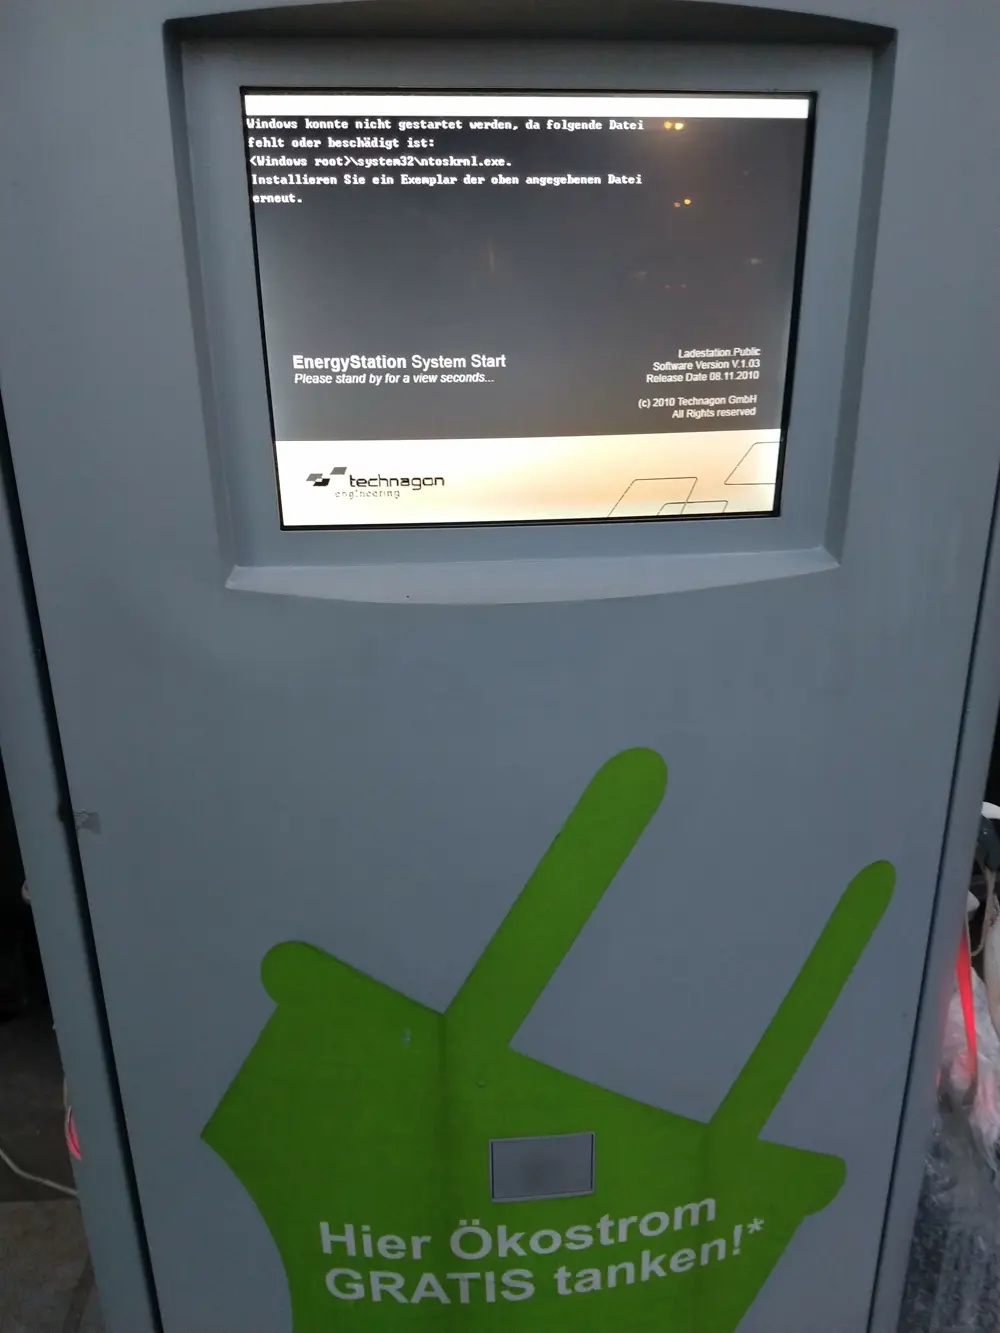 Windows konnte nicht gestartet werden, da folgende Datei
fehlt oder beschädigt ist:
<Windows root>\system32\ntoskrnl.exe.
Installieren Sie ein Exemplar der oben angegebenen Datei
erneut.
EnergyStation System Start
Please stand by for a view seconds...
Ladestation.Public
Software Version V.1.03
Release Date 08.11.2010
(c) 2010 Technagon GmbH
All Rights reserved
technagon
engineering
Hier Ökostrom
GRATIS tanken!*